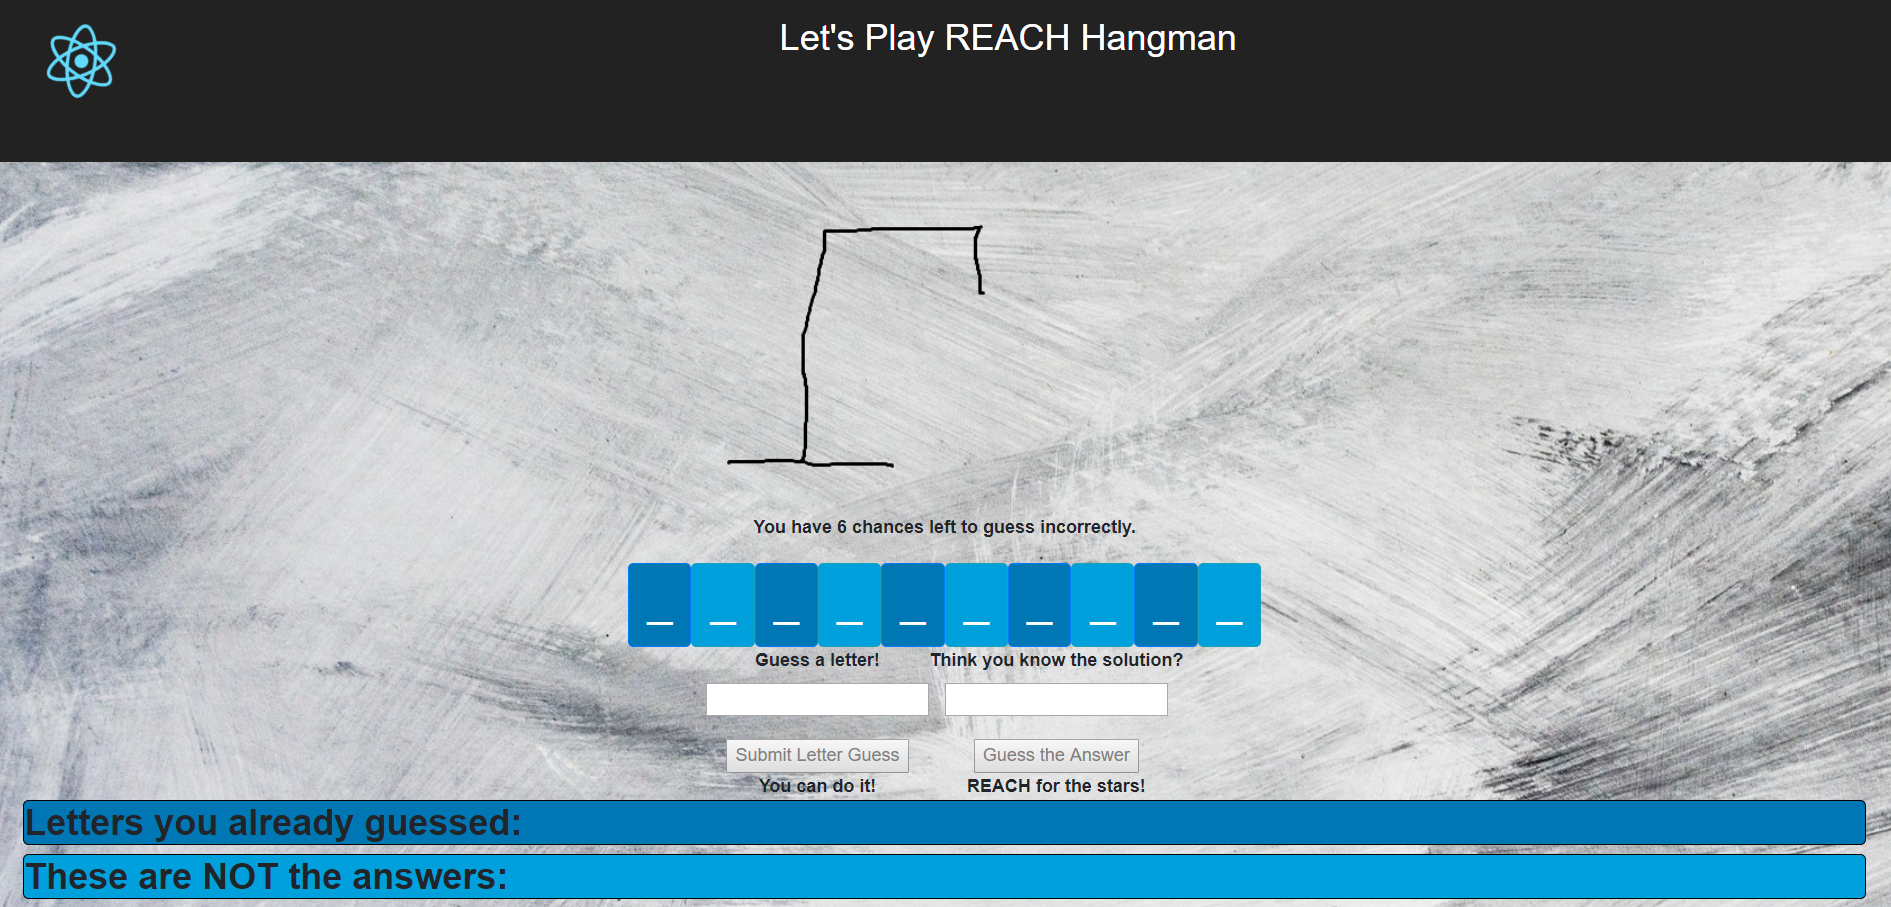 Let's Play REACH Hangman
You have 6 chances left to guess incorrectly.
_ _ _ _ _ _ _ _ _ _
Guess a letter! Think you know the solution?
Submit Letter Guess Guess the Answer
You can do it! REACH for the stars!
Letters you already guessed:
These are NOT the answers: